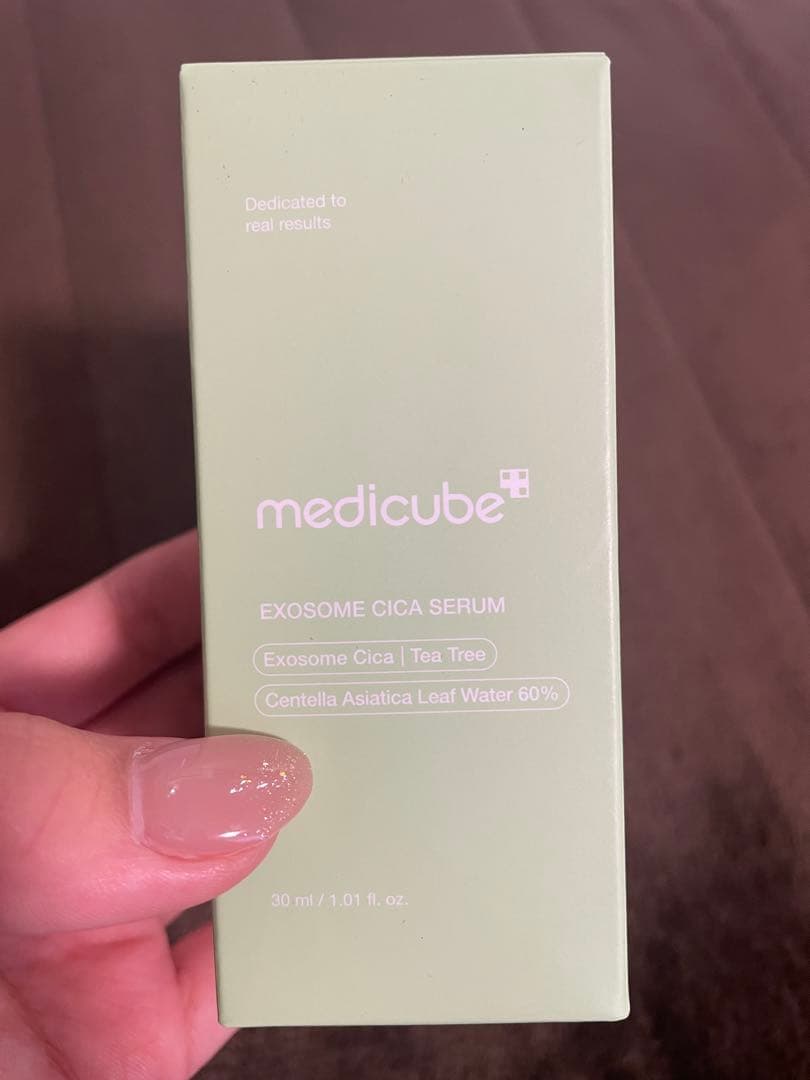 Dedicated to
real results
medicube
EXOSOME CICA SERUM
Exosome Cica | Tea Tree
Centella Asiatica Leaf Water 60%
30 ml / 1.01 fl. oz.